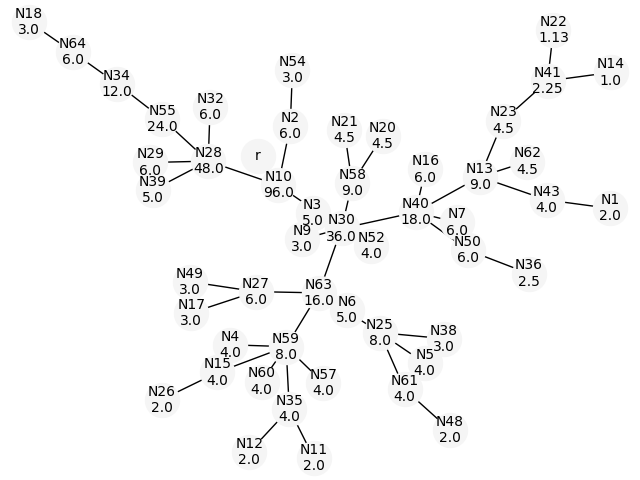 N18
3.0
N64
6.0
N34
12.0
N55
24.0
N32
6.0
N29
6.0
N39
5.0
N28
48.0
r
N54
3.0
N2
6.0
N10
96.0
N3
5.0
N9
3.0
N30
36.0
N21
4.5
N20
4.5
N58
9.0
N52
4.0
N16
6.0
N40
18.0
N7
6.0
N50
6.0
N36
2.5
N13
9.0
N62
4.5
N43
4.0
N1
2.0
N23
4.5
N41
2.25
N22
1.13
N14
1.0
N49
3.0
N17
3.0
N27
6.0
N63
16.0
N6
5.0
N25
8.0
N38
3.0
N5
4.0
N61
4.0
N48
2.0
N4
4.0
N59
8.0
N15
4.0
N26
2.0
N60
4.0
N57
4.0
N35
4.0
N12
2.0
N11
2.0